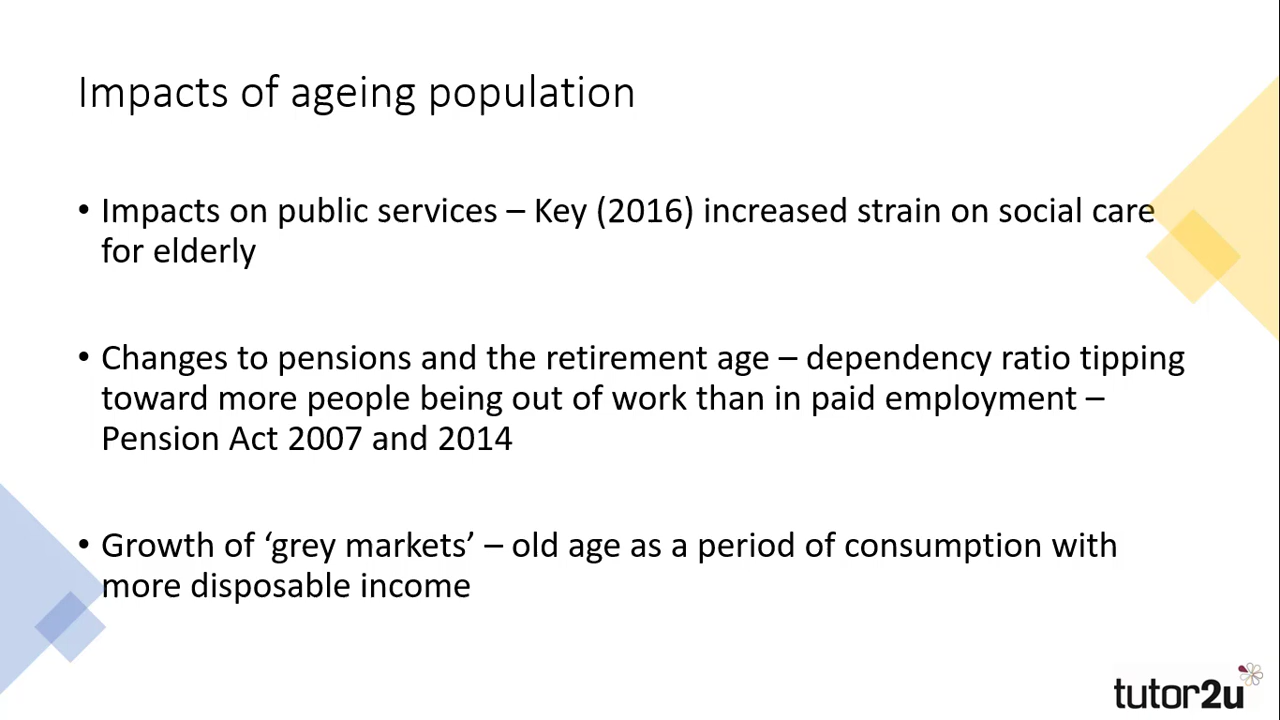 Impacts of ageing population
• Impacts on public services – Key (2016) increased strain on social care
for elderly
• Changes to pensions and the retirement age – dependency ratio tipping
toward more people being out of work than in paid employment –
Pension Act 2007 and 2014
• Growth of ‘grey markets’ – old age as a period of consumption with
more disposable income
tutor2u